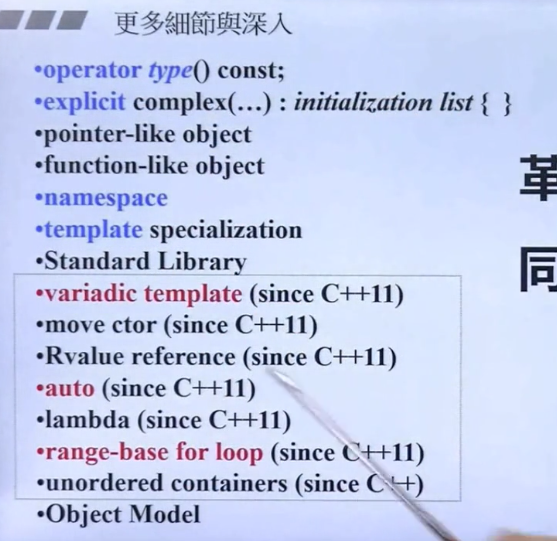 更多細節與深入
•operator type() const;
•explicit complex(…) : initialization list { }
•pointer-like object
•function-like object
•namespace
•template specialization
•Standard Library
•variadic template (since C++11)
•move ctor (since C++11)
•Rvalue reference (since C++11)
•auto (since C++11)
•lambda (since C++11)
•range-base for loop (since C++11)
•unordered containers (since C++)
•Object Model
革
同